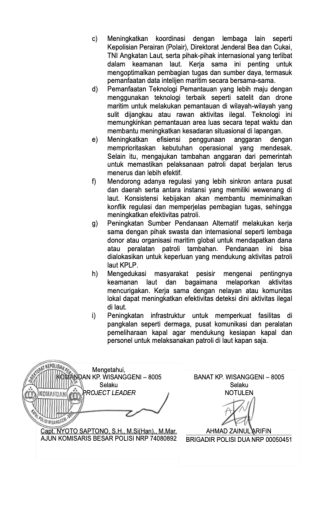 c) Meningkatkan koordinasi dengan lembaga lain seperti
Kepolisian Perairan (Polair), Direktorat Jenderal Bea dan Cukai,
TNI Angkatan Laut, serta pihak-pihak internasional yang terlibat
dalam keamanan laut. Kerja sama ini penting untuk
mengoptimalkan pembagian tugas dan sumber daya, termasuk
pemanfaatan data intelijen maritim secara bersama-sama.
d) Pemanfaatan Teknologi Pemantauan yang lebih maju dengan
menggunakan teknologi terbaik seperti satelit dan drone
maritim untuk melakukan pemantauan di wilayah-wilayah yang
sulit dijangkau atau rawan aktivitas ilegal. Teknologi ini
memungkinkan pemantauan area luas secara tepat waktu dan
membantu meningkatkan kesadaran situasional di lapangan.
e) Meningkatkan efisiensi penggunaan anggaran dengan
memprioritaskan kebutuhan operasional yang mendesak.
Selain itu, mengajukan tambahan anggaran dari pemerintah
untuk memastikan pelaksanaan patroli dapat berjalan terus
menerus dan lebih efektif.
f) Mendorong adanya regulasi yang lebih sinkron antara pusat
dan daerah serta antara instansi yang memiliki wewenang di
laut. Konsistensi kebijakan akan membantu meminimalkan
konflik regulasi dan memperjelas pembagian tugas, sehingga
meningkatkan efektivitas patroli.
g) Peningkatan Sumber Pendanaan Alternatif melakukan kerja
sama dengan pihak swasta dan internasional seperti lembaga
donor atau organisasi maritim global untuk mendapatkan dana
atau peralatan patroli tambahan. Pendanaan ini bisa
dialokasikan untuk keperluan yang mendukung aktivitas patroli
laut KPLP.
h) Mengedukasi masyarakat pesisir mengenai pentingnya
keamanan laut dan bagaimana melaporkan aktivitas
mencurigakan. Kerja sama dengan nelayan atau komunitas
lokal dapat meningkatkan efektivitas deteksi dini aktivitas ilegal
di laut.
i) Peningkatan infrastruktur untuk memperkuat fasilitas di
pangkalan seperti dermaga, pusat komunikasi dan peralatan
pemeliharaan kapal agar mendukung kesiapan kapal dan
personel untuk melaksanakan patroli di laut kapan saja.
Mengetahui,
KOMANDAN KP. WISANGGENI – 8005
Selaku
PROJECT LEADER
KOMANDAN
Capt. NYOTO SAPTONO, S.H., M.Si(Han)., M.Mar.
AJUN KOMISARIS BESAR POLISI NRP 74080892
BANAT KP. WISANGGENI – 8005
Selaku
NOTULEN
AHMAD ZAINUL ARIFIN
BRIGADIR POLISI DUA NRP 00050451